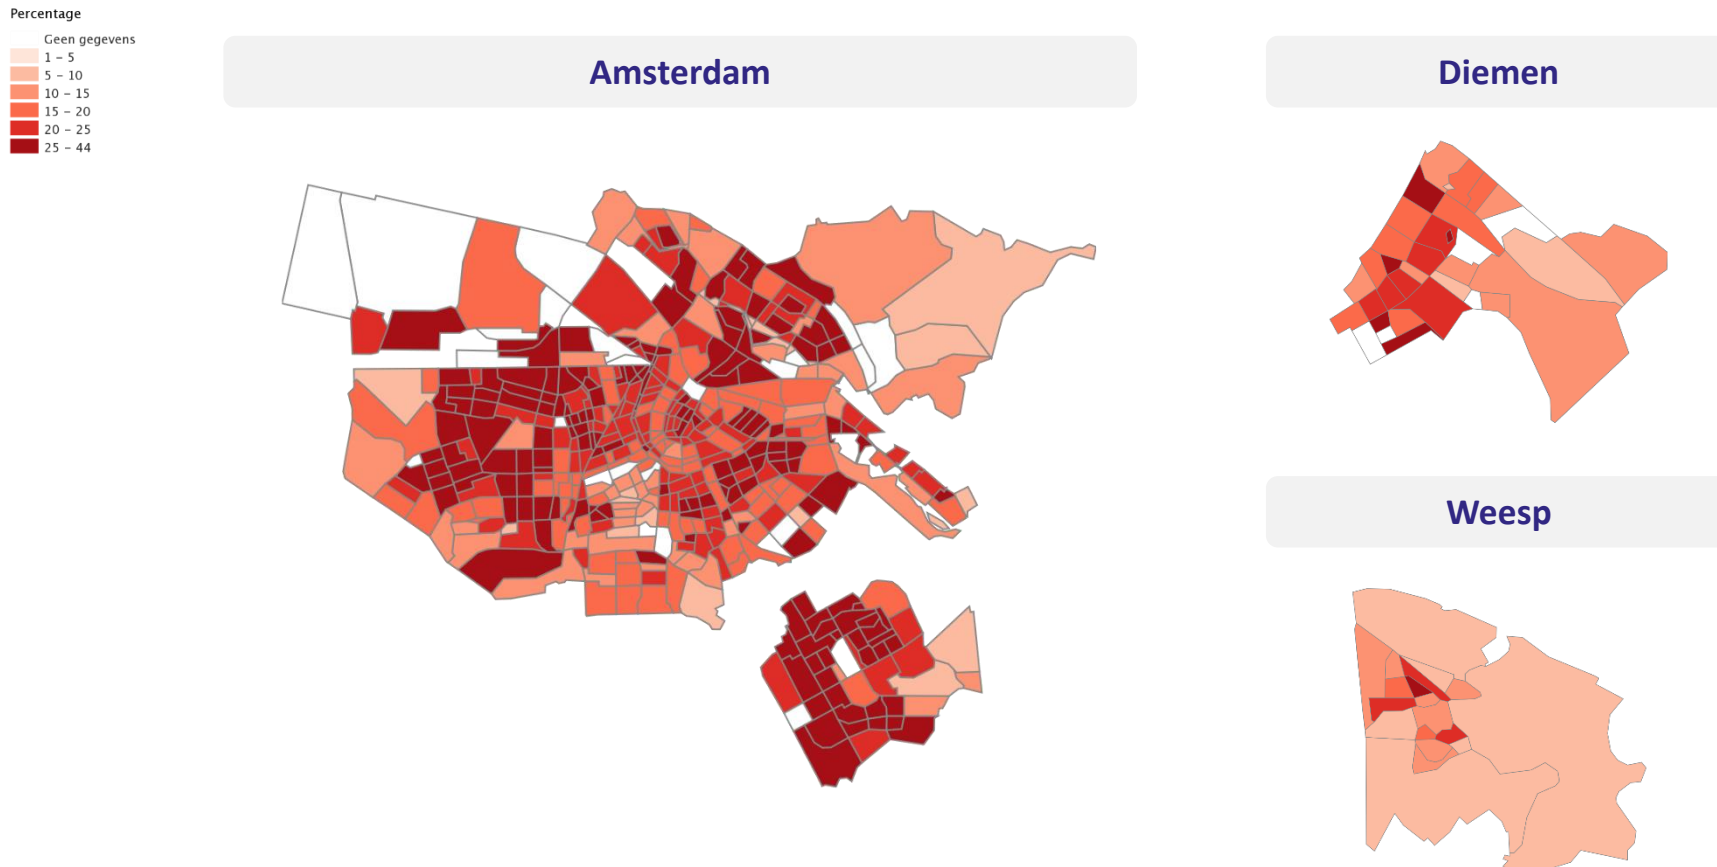 Percentage
Geen gegevens
1 – 5
5 – 10
10 – 15
15 – 20
20 – 25
25 – 44
Amsterdam
Diemen
Weesp